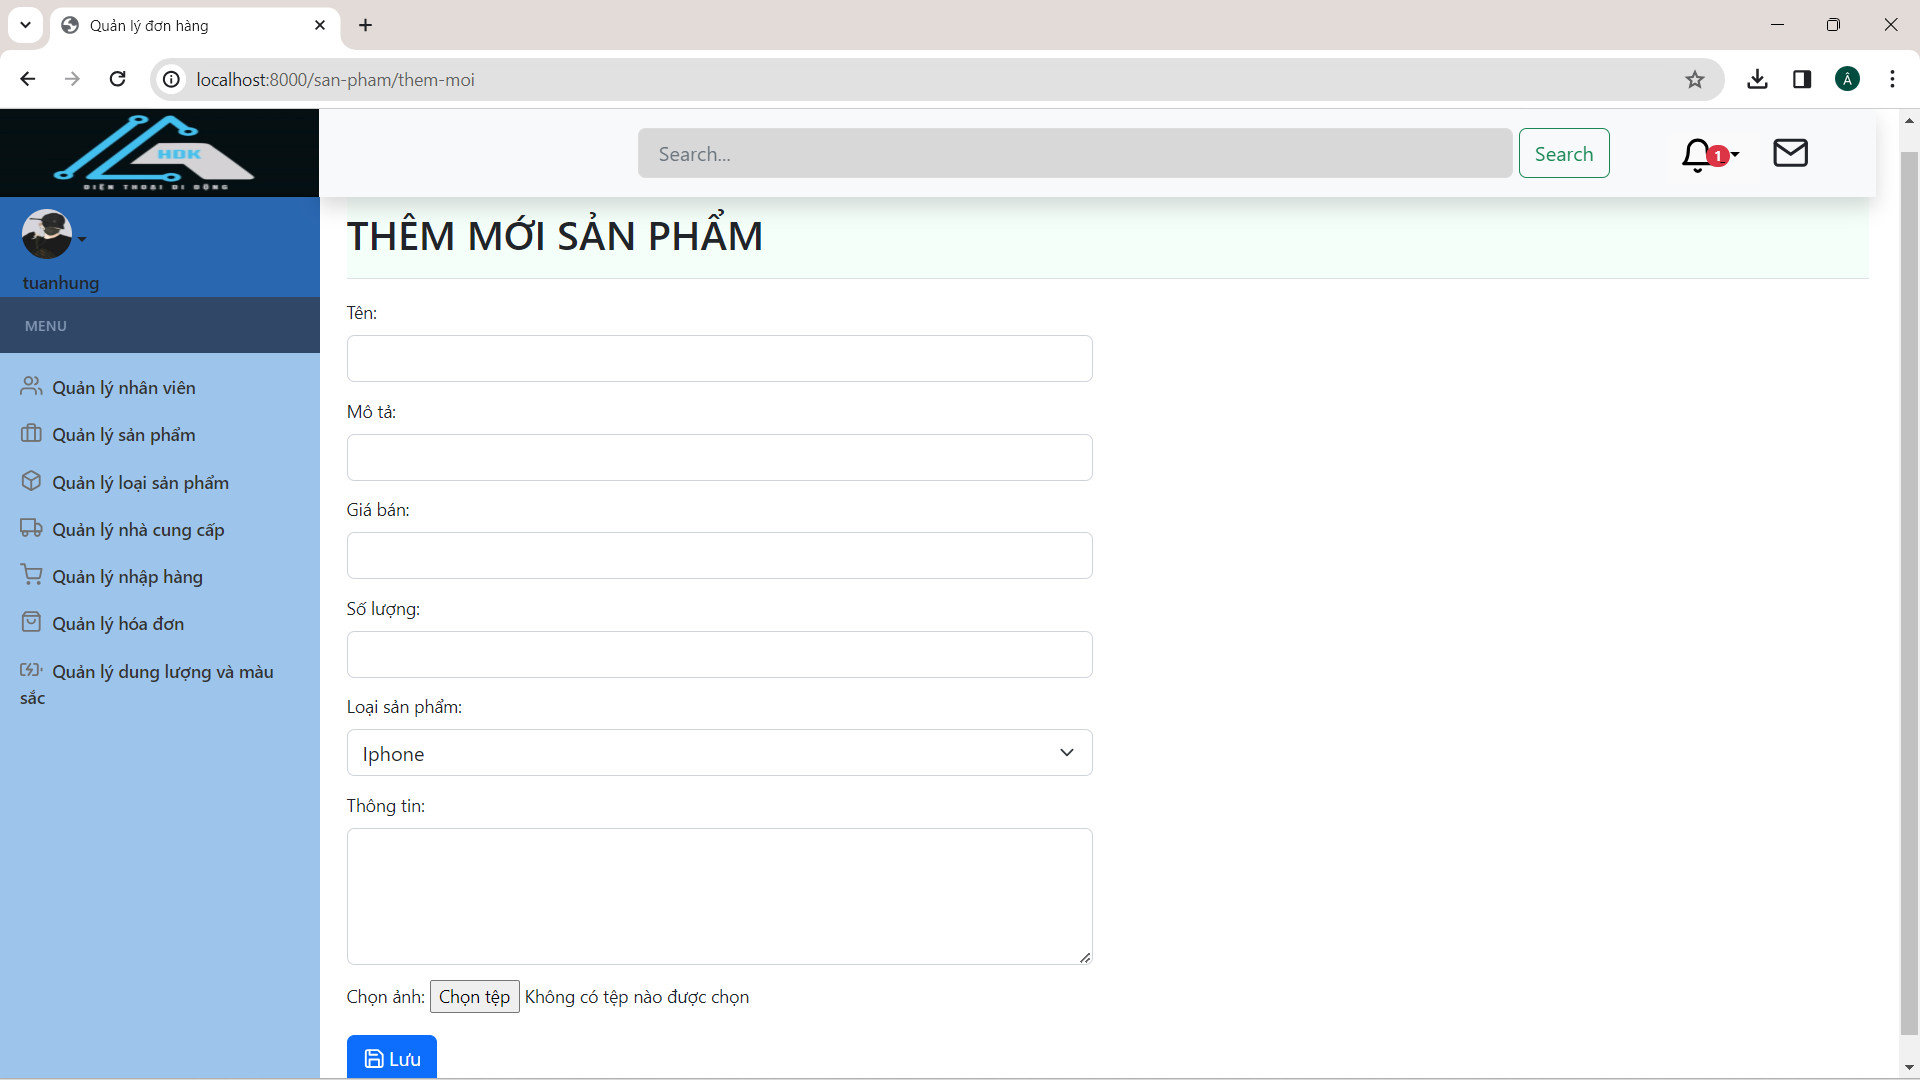 Quản lý đơn hàng
localhost:8000/san-pham/them-moi
Â
HDK
ĐIỆN THOẠI DI ĐỘNG
Search...
Search
1
tuanhung
MENU
Quản lý nhân viên
Quản lý sản phẩm
Quản lý loại sản phẩm
Quản lý nhà cung cấp
Quản lý nhập hàng
Quản lý hóa đơn
Quản lý dung lượng và màu
sắc
THÊM MỚI SẢN PHẨM
Tên:
Mô tả:
Giá bán:
Số lượng:
Loại sản phẩm:
Iphone
Thông tin:
Chọn ảnh: Chọn tệp Không có tệp nào được chọn
Lưu